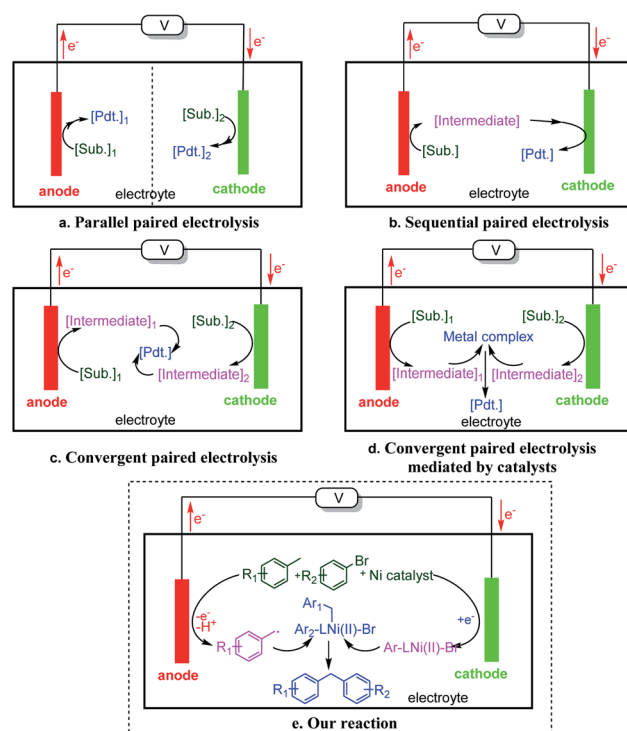 V
e-
e-
[Pdt.]1
[Sub.]1
[Sub.]2
[Pdt.]2
anode
electroyte
cathode
a. Parallel paired electrolysis
V
e-
e-
[Intermediate]
[Sub.]
[Pdt.]
anode
electroyte
cathode
b. Sequential paired electrolysis
V
e-
e-
[Intermediate]1
[Sub.]2
[Pdt.]
[Sub.]1
[Intermediate]2
anode
electroyte
cathode
c. Convergent paired electrolysis
V
e-
e-
[Sub.]1
[Sub.]2
Metal complex
[Intermediate]1
[Intermediate]2
[Pdt.]
anode
electroyte
cathode
d. Convergent paired electrolysis
mediated by catalysts
V
e-
e-
R1
+
R2
Br
+ Ni catalyst
-e-
-H+
+e-
Ar1
Ar2-LNi(II)-Br
R1
Ar-LNi(II)-Br
R1
R2
anode
electroyte
cathode
e. Our reaction